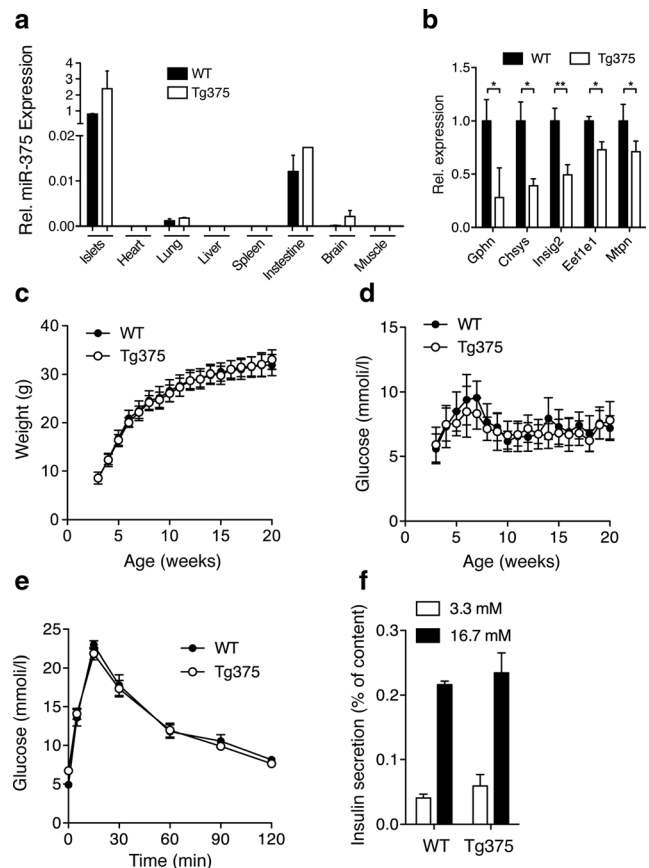 a
Rel. miR-375 Expression
4
3
2
1
0.02
0.01
0.00
WT
Tg375
Islets
Heart
Lung
Liver
Spleen
Instestine
Brain
Muscle
b
WT
Tg375
Rel. expression
1.5
1.0
0.5
0.0
* * ** * *
Gphn
Chsys
Insig2
Eef1e1
Mtpn
c
WT
Tg375
Weight (g)
40
30
20
10
0
0 5 10 15 20
Age (weeks)
d
WT
Tg375
Glucose (mmoli/l)
15
10
5
0
0 5 10 15 20
Age (weeks)
e
WT
Tg375
Glucose (mmoli/l)
25
20
15
10
5
0
0 30 60 90 120
Time (min)
f
3.3 mM
16.7 mM
Insulin secretion (% of content)
0.3
0.2
0.1
0.0
WT Tg375